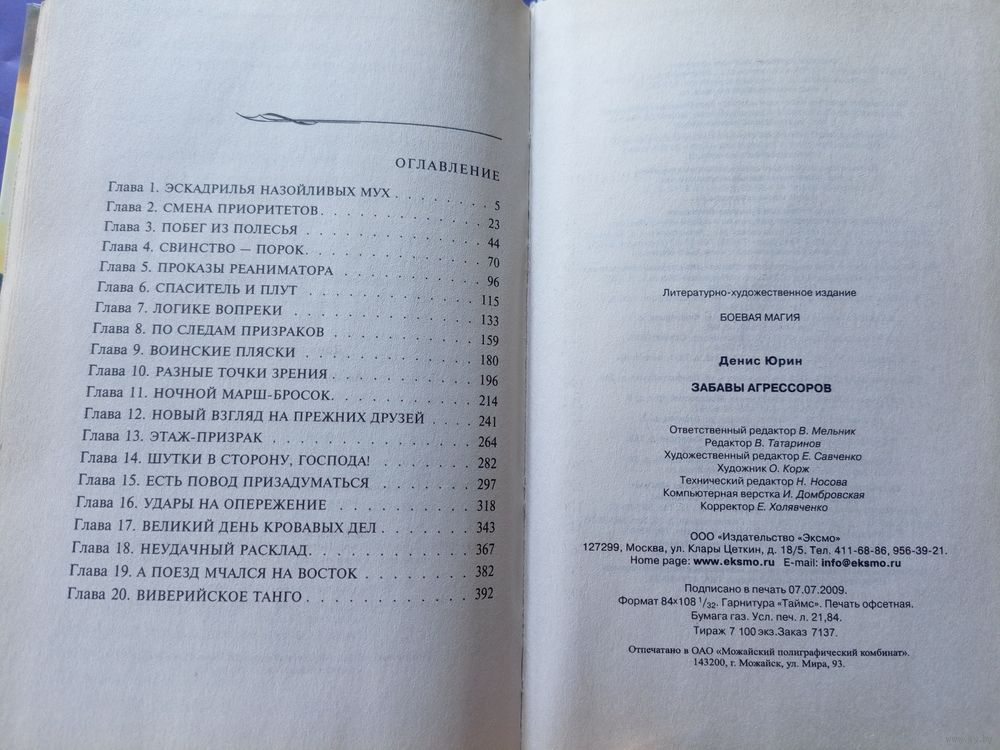 ОГЛАВЛЕНИЕ
Глава 1. ЭСКАДРИЛЬЯ НАЗОЙЛИВЫХ МУХ . . . . . . . . 5
Глава 2. СМЕНА ПРИОРИТЕТОВ . . . . . . . . . . . . . 23
Глава 3. ПОБЕГ ИЗ ПОЛЕСЬЯ . . . . . . . . . . . . . . 44
Глава 4. СВИНСТВО — ПОРОК. . . . . . . . . . . . . . 70
Глава 5. ПРОКАЗЫ РЕАНИМАТОРА . . . . . . . . . . . 96
Глава 6. СПАСИТЕЛЬ И ПЛУТ . . . . . . . . . . . . . 115
Глава 7. ЛОГИКЕ ВОПРЕКИ . . . . . . . . . . . . . . 133
Глава 8. ПО СЛЕДАМ ПРИЗРАКОВ . . . . . . . . . . . 159
Глава 9. ВОИНСКИЕ ПЛЯСКИ . . . . . . . . . . . . . 180
Глава 10. РАЗНЫЕ ТОЧКИ ЗРЕНИЯ . . . . . . . . . . . 196
Глава 11. НОЧНОЙ МАРШ-БРОСОК. . . . . . . . . . . 214
Глава 12. НОВЫЙ ВЗГЛЯД НА ПРЕЖНИХ ДРУЗЕЙ . . . . 241
Глава 13. ЭТАЖ-ПРИЗРАК . . . . . . . . . . . . . . . 264
Глава 14. ШУТКИ В СТОРОНУ, ГОСПОДА! . . . . . . . . 282
Глава 15. ЕСТЬ ПОВОД ПРИЗАДУМАТЬСЯ . . . . . . . . 297
Глава 16. УДАРЫ НА ОПЕРЕЖЕНИЕ . . . . . . . . . . . 318
Глава 17. ВЕЛИКИЙ ДЕНЬ КРОВАВЫХ ДЕЛ . . . . . . . 343
Глава 18. НЕУДАЧНЫЙ РАСКЛАД. . . . . . . . . . . . 367
Глава 19. А ПОЕЗД МЧАЛСЯ НА ВОСТОК . . . . . . . . 382
Глава 20. ВИВЕРИЙСКОЕ ТАНГО . . . . . . . . . . . . 392
Литературно-художественное издание
БОЕВАЯ МАГИЯ
Денис Юрин
ЗАБАВЫ АГРЕССОРОВ
Ответственный редактор В. Мельник
Редактор В. Татаринов
Художественный редактор Е. Савченко
Художник О. Корж
Технический редактор Н. Носова
Компьютерная верстка И. Домбровская
Корректор Е. Холявченко
ООО «Издательство «Эксмо»
127299, Москва, ул. Клары Цеткин, д. 18/5. Тел. 411-68-86, 956-39-21.
Home page: www.eksmo.ru E-mail: info@eksmo.ru
Подписано в печать 07.07.2009.
Формат 84×108 1/32. Гарнитура «Таймс». Печать офсетная.
Бумага газ. Усл. печ. л. 21,84.
Тираж 7 100 экз.Заказ 7137.
Отпечатано в ОАО «Можайский полиграфический комбинат».
143200, г. Можайск, ул. Мира, 93.